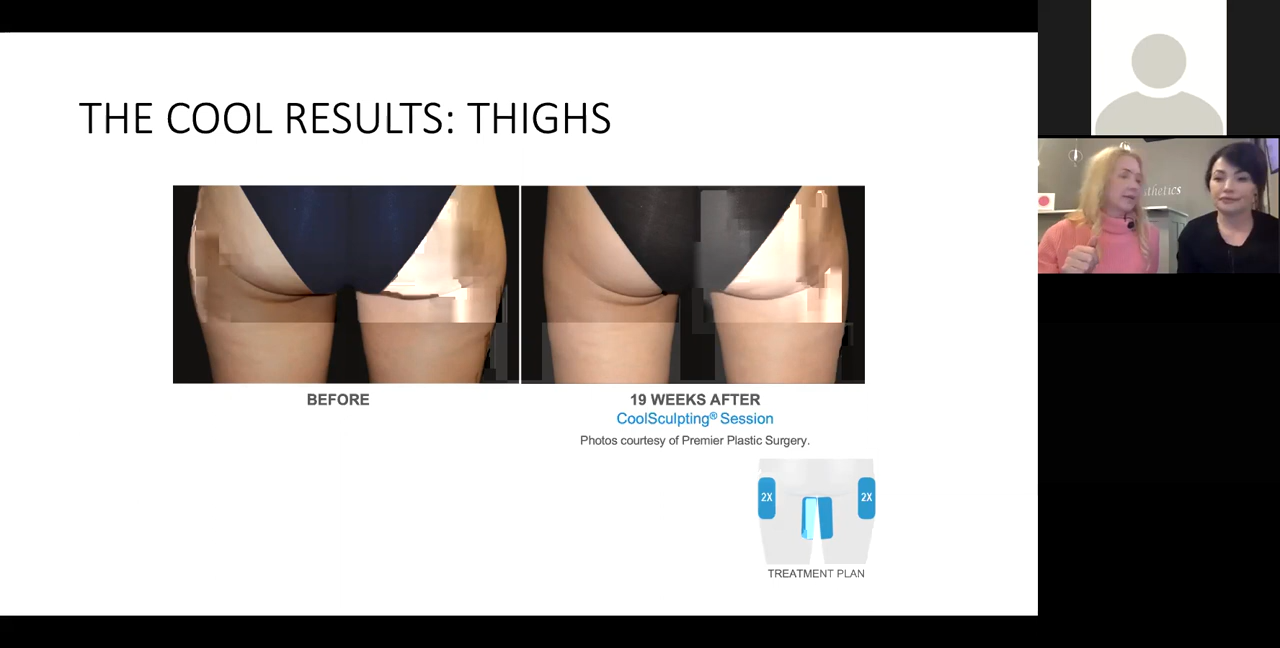 THE COOL RESULTS: THIGHS
BEFORE
19 WEEKS AFTER
CoolSculpting® Session
Photos courtesy of Premier Plastic Surgery.
2X
2X
TREATMENT PLAN